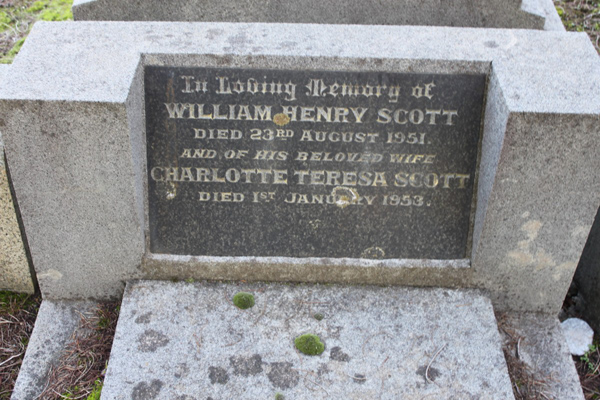 In Loving Memory of
WILLIAM HENRY SCOTT
DIED 23RD AUGUST 1951.
AND OF HIS BELOVED WIFE
CHARLOTTE TERESA SCOTT
DIED 1ST JANUARY 1953.